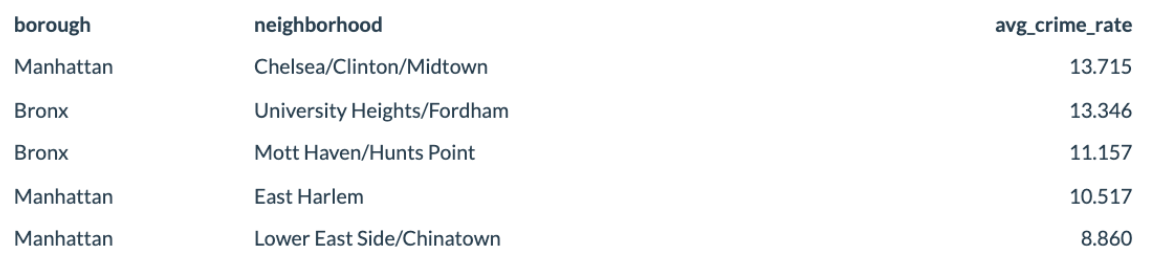 borough neighborhood avg_crime_rate
Manhattan Chelsea/Clinton/Midtown 13.715
Bronx University Heights/Fordham 13.346
Bronx Mott Haven/Hunts Point 11.157
Manhattan East Harlem 10.517
Manhattan Lower East Side/Chinatown 8.860